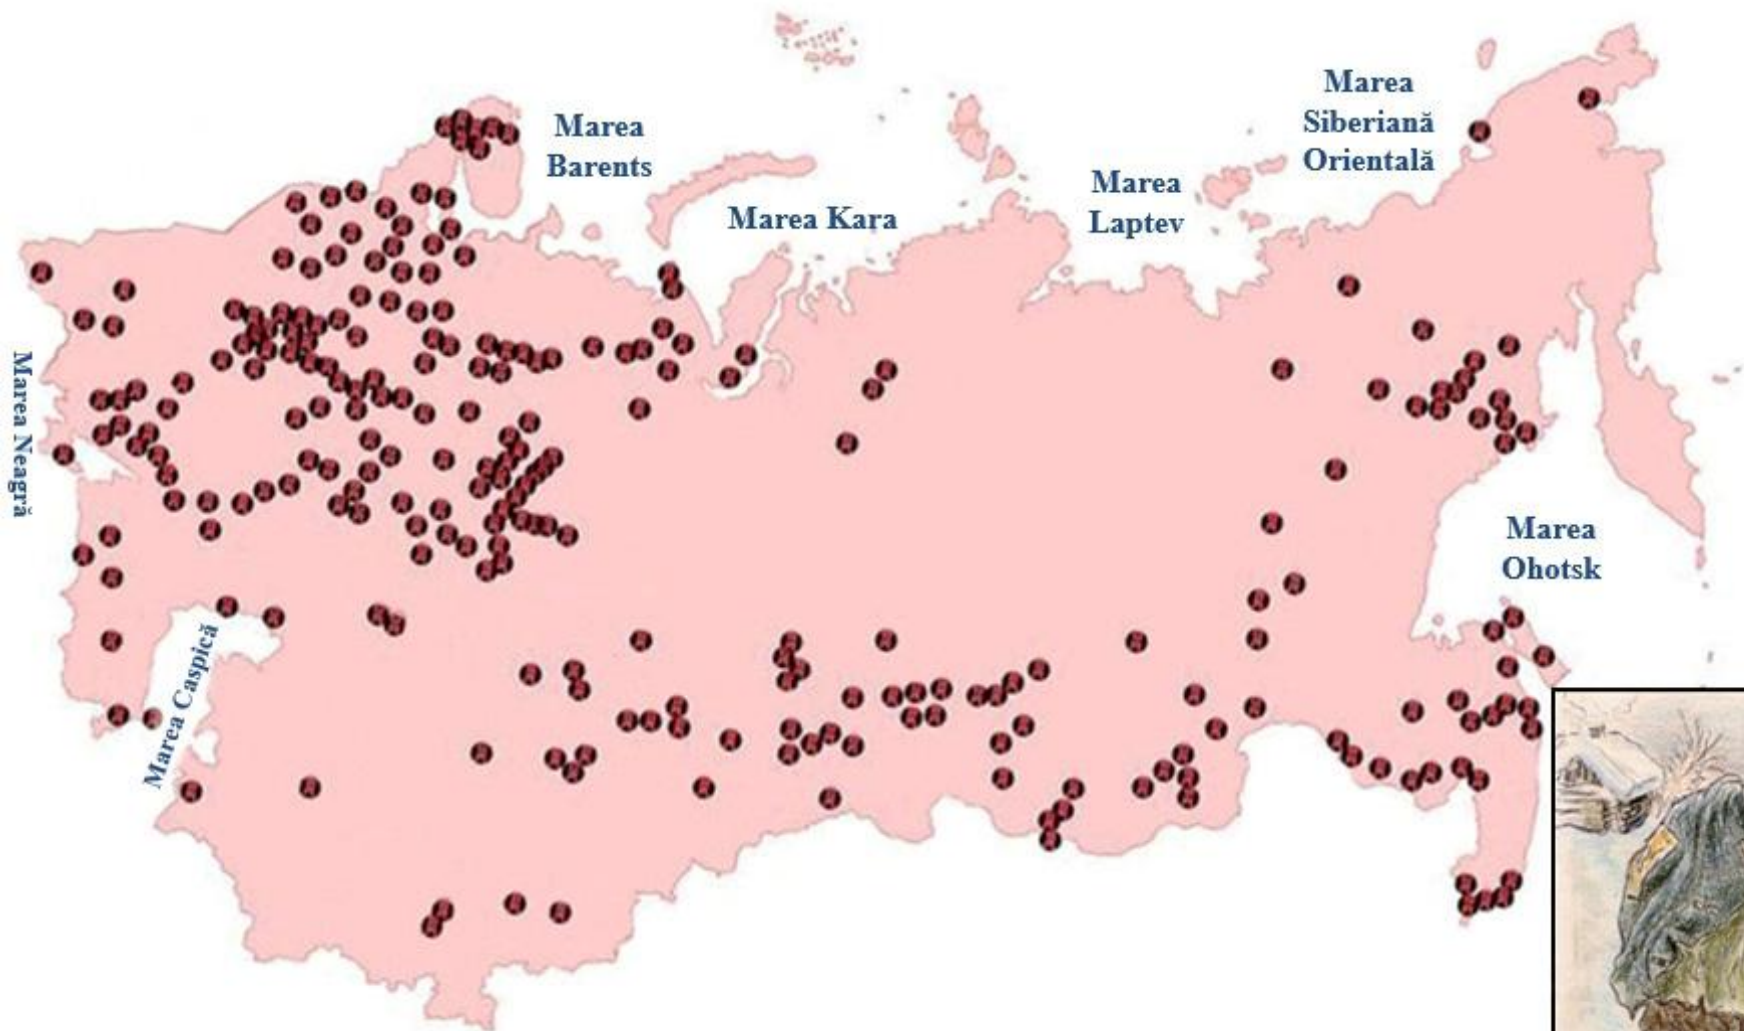 Marea
Barents
Marea Kara
Marea
Laptev
Marea
Siberiană
Orientală
Marea
Ohotsk
Marea Neagră
Marea Caspică